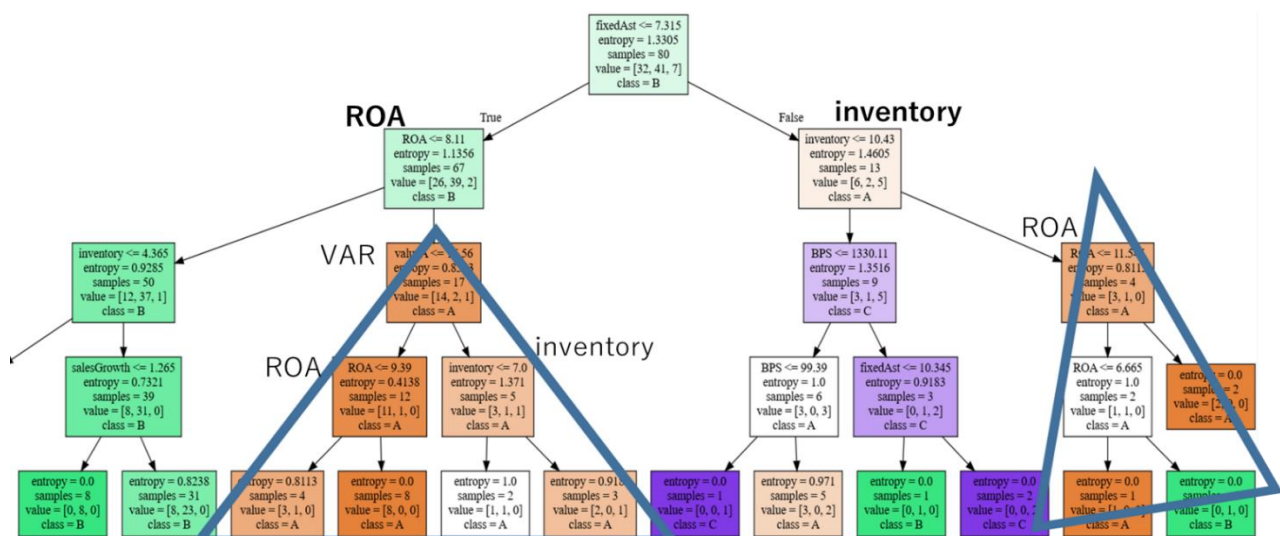 fixedAst <= 7.315
entropy = 1.3305
samples = 80
value = [32, 41, 7]
class = B
True
False
ROA
inventory
ROA <= 8.11
entropy = 1.1356
samples = 67
value = [26, 39, 2]
class = B
inventory <= 10.43
entropy = 1.4605
samples = 13
value = [6, 2, 5]
class = A
VAR
ROA
inventory <= 4.365
entropy = 0.9285
samples = 50
value = [12, 37, 1]
class = B
samples = 17
value = [14, 2, 1]
class = A
BPS <= 1330.11
entropy = 1.3516
samples = 9
value = [3, 1, 5]
class = C
samples = 4
value = [3, 1, 0]
class = A
ROA
inventory
salesGrowth <= 1.265
entropy = 0.7321
samples = 39
value = [8, 31, 0]
class = B
ROA <= 9.39
entropy = 0.4138
samples = 12
value = [11, 1, 0]
class = A
inventory <= 7.0
entropy = 1.371
samples = 5
value = [3, 1, 1]
class = A
BPS <= 99.39
entropy = 1.0
samples = 6
value = [3, 0, 3]
class = A
fixedAst <= 10.345
entropy = 0.9183
samples = 3
value = [0, 1, 2]
class = C
ROA <= 6.665
entropy = 1.0
samples = 2
value = [1, 1, 0]
class = A
entropy = 0.0
samples = 2
class = A
entropy = 0.0
samples = 8
value = [0, 8, 0]
class = B
entropy = 0.8238
samples = 31
value = [8, 23, 0]
class = B
entropy = 0.8113
samples = 4
value = [3, 1, 0]
class = A
entropy = 0.0
samples = 8
value = [8, 0, 0]
class = A
entropy = 1.0
samples = 2
value = [1, 1, 0]
class = A
samples = 3
value = [2, 0, 1]
class = A
entropy = 0.0
samples = 1
value = [0, 0, 1]
class = C
entropy = 0.971
samples = 5
value = [3, 0, 2]
class = A
entropy = 0.0
samples = 1
value = [0, 1, 0]
class = B
entropy = 0.0
samples = 2
class = C
entropy = 0.0
samples = 1
class = A
entropy = 0.0
samples
value = [0, 1, 0]
class = B